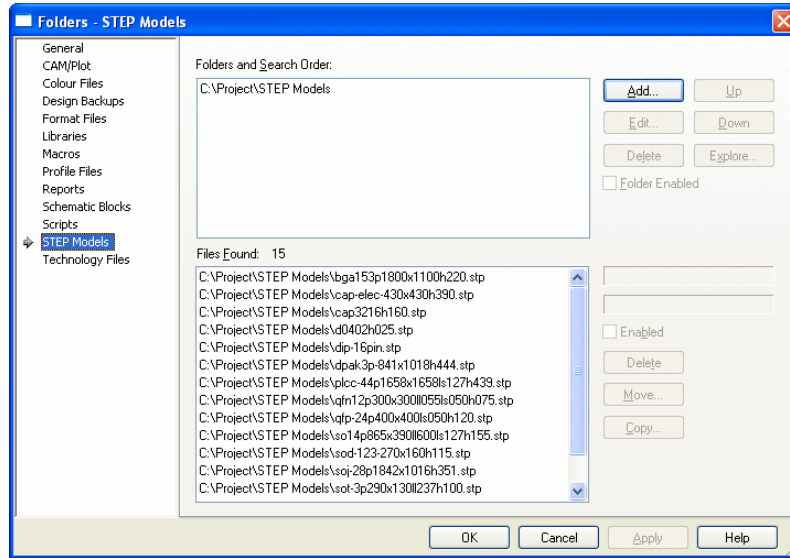 Folders - STEP Models
General
CAM/Plot
Colour Files
Design Backups
Format Files
Libraries
Macros
Profile Files
Reports
Schematic Blocks
Scripts
STEP Models
Technology Files
Folders and Search Order:
C:\Project\STEP Models
Add...
Up
Edit...
Down
Delete
Explore...
Folder Enabled
Files Found: 15
C:\Project\STEP Models\bga153p1800x1100h220.stp
C:\Project\STEP Models\cap-elec-430x430h390.stp
C:\Project\STEP Models\cap3216h160.stp
C:\Project\STEP Models\d0402h025.stp
C:\Project\STEP Models\dip-16pin.stp
C:\Project\STEP Models\dpak3p-841x1018h444.stp
C:\Project\STEP Models\plcc-44p1658x1658ls127h439.stp
C:\Project\STEP Models\qfn12p300x300ll055ls050h075.stp
C:\Project\STEP Models\qfp-24p400x400ls050h120.stp
C:\Project\STEP Models\so14p865x390ll600ls127h155.stp
C:\Project\STEP Models\sod-123-270x160h115.stp
C:\Project\STEP Models\soj-28p1842x1016h351.stp
C:\Project\STEP Models\sot-3p290x130ll237h100.stp
Enabled
Delete
Move...
Copy...
OK
Cancel
Apply
Help